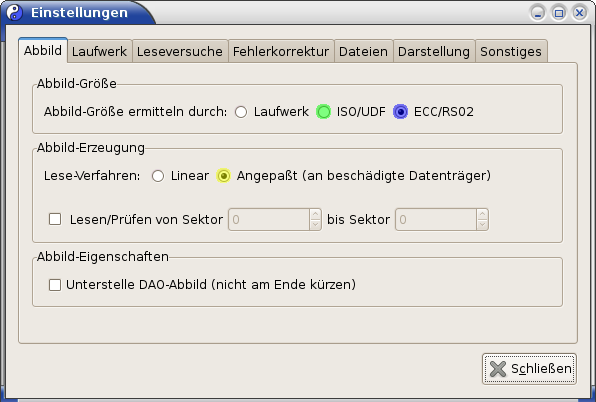 Einstellungen
Abbild Laufwerk Leseversuche Fehlerkorrektur Dateien Darstellung Sonstiges
Abbild-Größe
Abbild-Größe ermitteln durch: Laufwerk ISO/UDF ECC/RS02
Abbild-Erzeugung
Lese-Verfahren: Linear Angepaßt (an beschädigte Datenträger)
Lesen/Prüfen von Sektor 0 bis Sektor 0
Abbild-Eigenschaften
Unterstelle DAO-Abbild (nicht am Ende kürzen)
Schließen